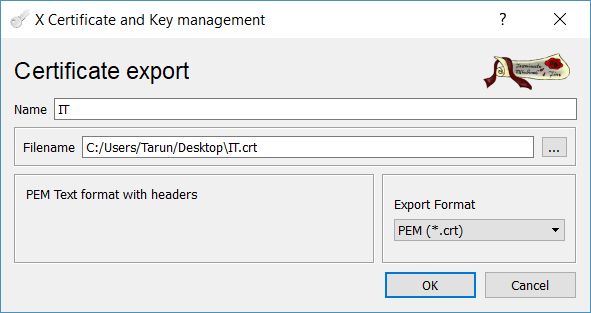 X Certificate and Key management
?
Certificate export
Name IT
Filename C:/Users/Tarun/Desktop\IT.crt ...
PEM Text format with headers
Export Format
PEM (*.crt)
OK Cancel